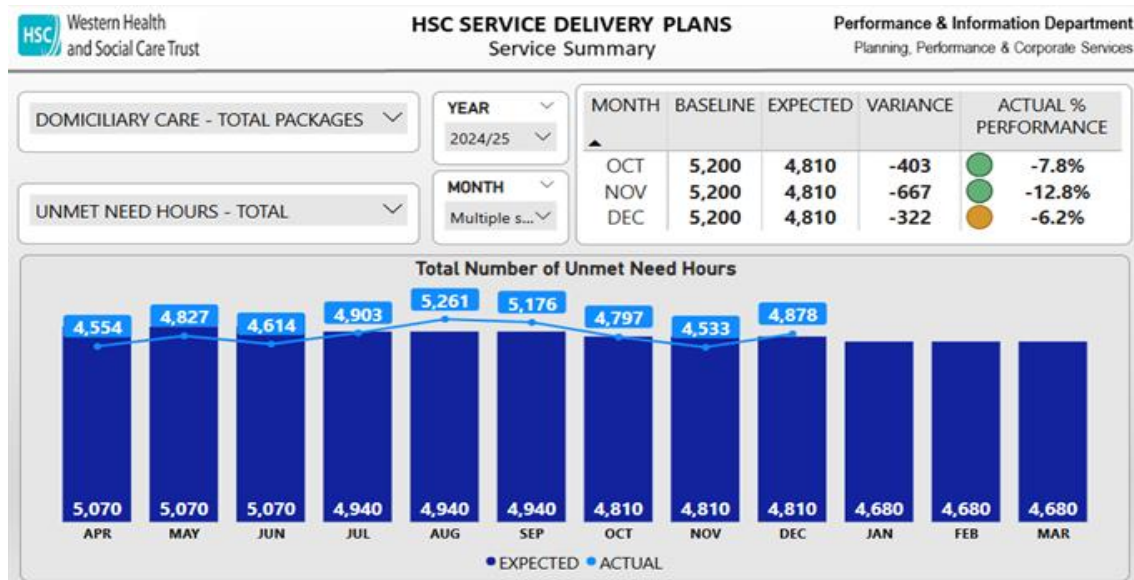 HSC Western Health and Social Care Trust
HSC SERVICE DELIVERY PLANS
Service Summary
Performance & Information Department
Planning, Performance & Corporate Services
DOMICILIARY CARE - TOTAL PACKAGES
UNMET NEED HOURS - TOTAL
YEAR
2024/25
MONTH
Multiple s...
MONTH BASELINE EXPECTED VARIANCE ACTUAL % PERFORMANCE
OCT 5,200 4,810 -403 -7.8%
NOV 5,200 4,810 -667 -12.8%
DEC 5,200 4,810 -322 -6.2%
Total Number of Unmet Need Hours
4,554 4,827 4,614 4,903 5,261 5,176 4,797 4,533 4,878
5,070 5,070 5,070 4,940 4,940 4,940 4,810 4,810 4,810 4,680 4,680 4,680
APR MAY JUN JUL AUG SEP OCT NOV DEC JAN FEB MAR
EXPECTED ACTUAL